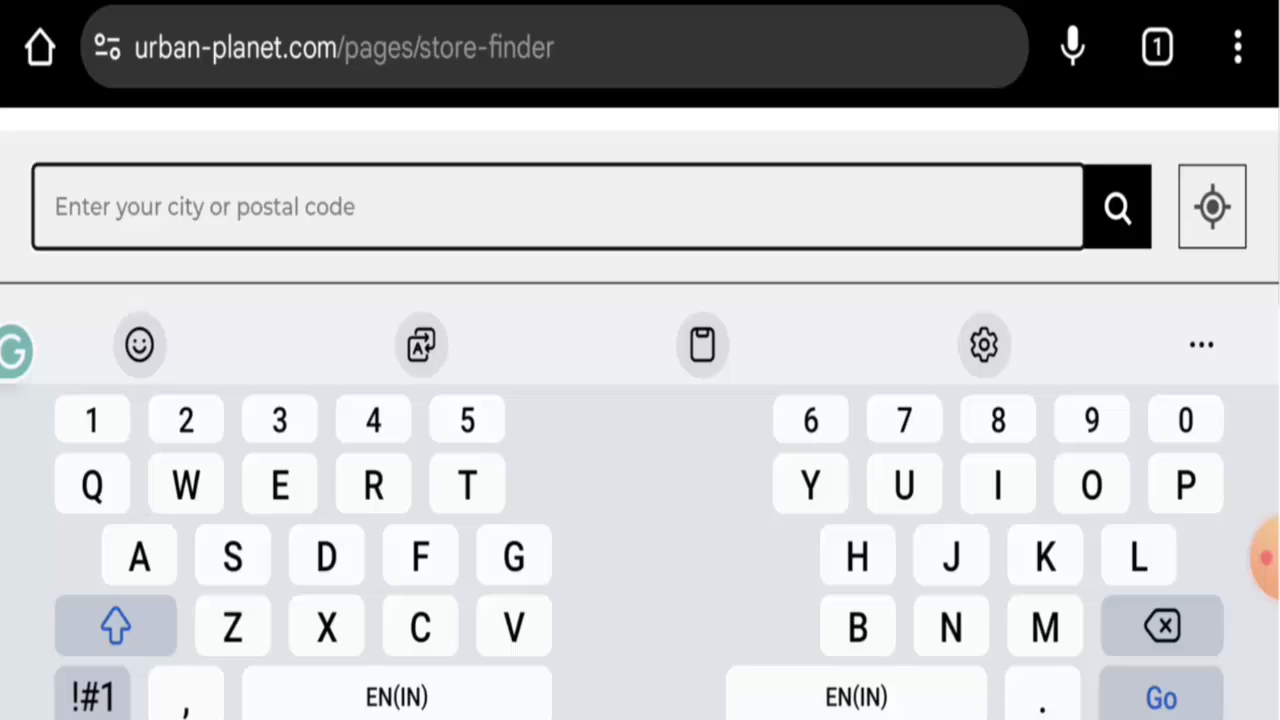 urban-planet.com/pages/store-finder
1
Enter your city or postal code
G
A
1 2 3 4 5 6 7 8 9 0
Q W E R T Y U I O P
A S D F G H J K L
Z X C V B N M
!#1 , EN(IN) EN(IN) . Go